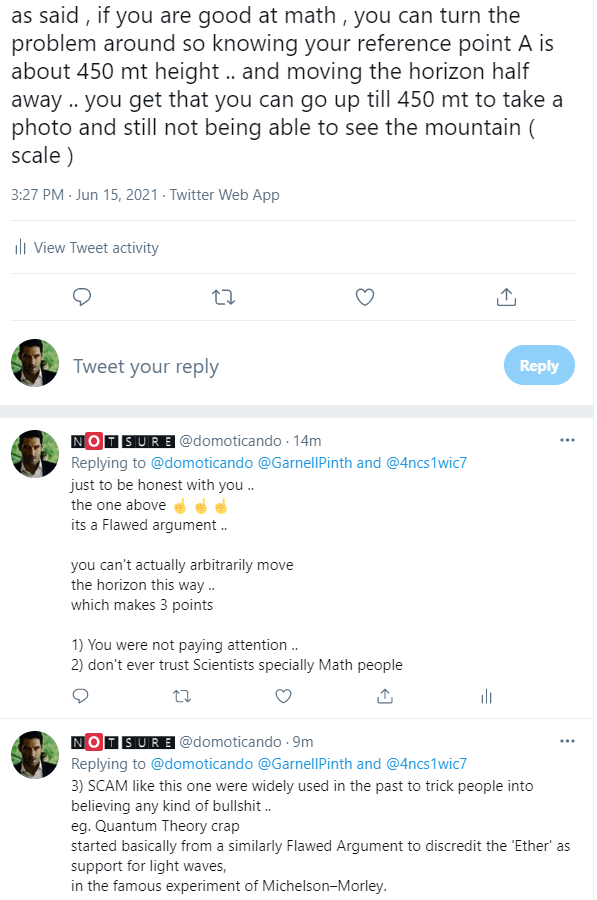 as said , if you are good at math , you can turn the
problem around so knowing your reference point A is
about 450 mt height .. and moving the horizon half
away .. you get that you can go up till 450 mt to take a
photo and still not being able to see the mountain (
scale )
3:27 PM · Jun 15, 2021 · Twitter Web App
View Tweet activity
Tweet your reply
Reply
NOT SURE @domoticando · 14m
Replying to @domoticando @GarnellPinth and @4ncs1wic7
just to be honest with you ..
the one above ☝️ ☝️ ☝️
its a Flawed argument ..
you can't actually arbitrarily move
the horizon this way ..
which makes 3 points
1) You were not paying attention ..
2) don't ever trust Scientists specially Math people
NOT SURE @domoticando · 9m
Replying to @domoticando @GarnellPinth and @4ncs1wic7
3) SCAM like this one were widely used in the past to trick people into
believing any kind of bullshit ..
eg. Quantum Theory crap
started basically from a similarly Flawed Argument to discredit the 'Ether' as
support for light waves,
in the famous experiment of Michelson–Morley.